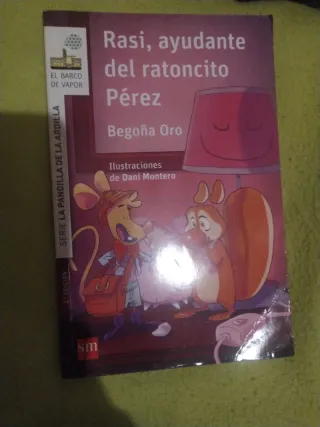 Rasi, ayudante
del ratoncito
Pérez
Begoña Oro
Ilustraciones
de Dani Montero
EL BARCO
DE VAPOR
SERIE LA PANDILLA DE LA ARDILLA
sm